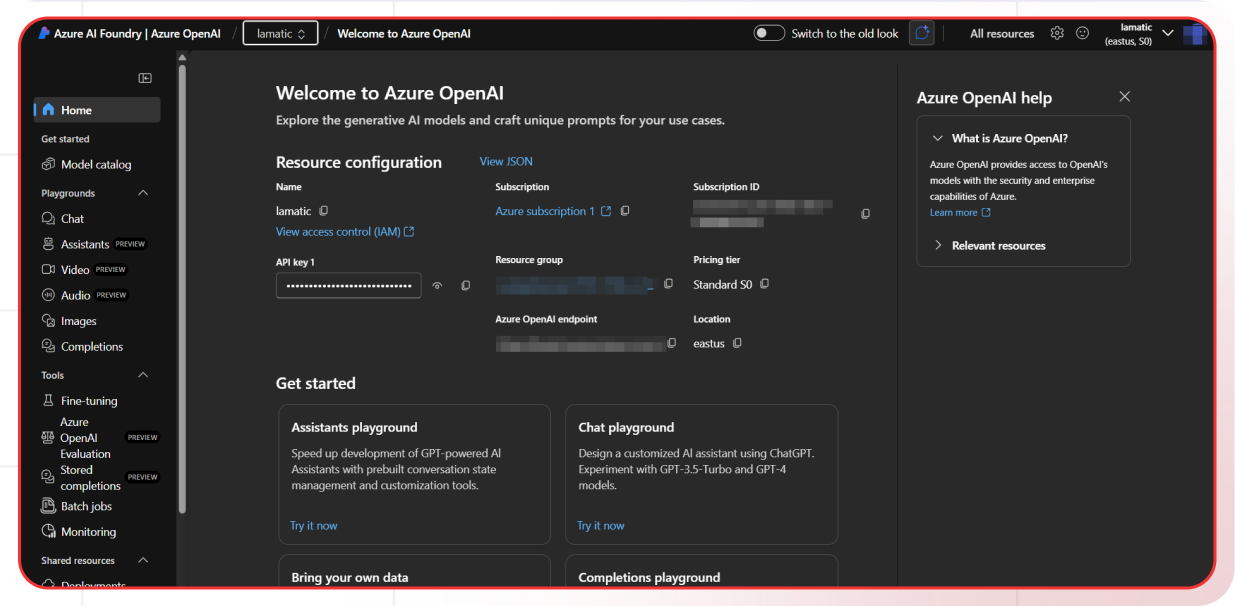 Azure AI Foundry | Azure OpenAI / lamatic / Welcome to Azure OpenAI
Switch to the old look
All resources
lamatic
(eastus, S0)
Home
Get started
Model catalog
Playgrounds
Chat
Assistants PREVIEW
Video PREVIEW
Audio PREVIEW
Images
Completions
Tools
Fine-tuning
Azure
OpenAI PREVIEW
Evaluation
Stored
completions PREVIEW
Batch jobs
Monitoring
Shared resources
Deployments
Welcome to Azure OpenAI
Explore the generative AI models and craft unique prompts for your use cases.
Resource configuration View JSON
Name
lamatic
View access control (IAM)
API key 1
Subscription
Azure subscription 1
Resource group
Azure OpenAI endpoint
Subscription ID
Pricing tier
Standard S0
Location
eastus
Get started
Assistants playground
Speed up development of GPT-powered AI
Assistants with prebuilt conversation state
management and customization tools.
Try it now
Chat playground
Design a customized AI assistant using ChatGPT.
Experiment with GPT-3.5-Turbo and GPT-4
models.
Try it now
Bring your own data
Completions playground
Azure OpenAI help
What is Azure OpenAI?
Azure OpenAI provides access to OpenAI's
models with the security and enterprise
capabilities of Azure.
Learn more
Relevant resources